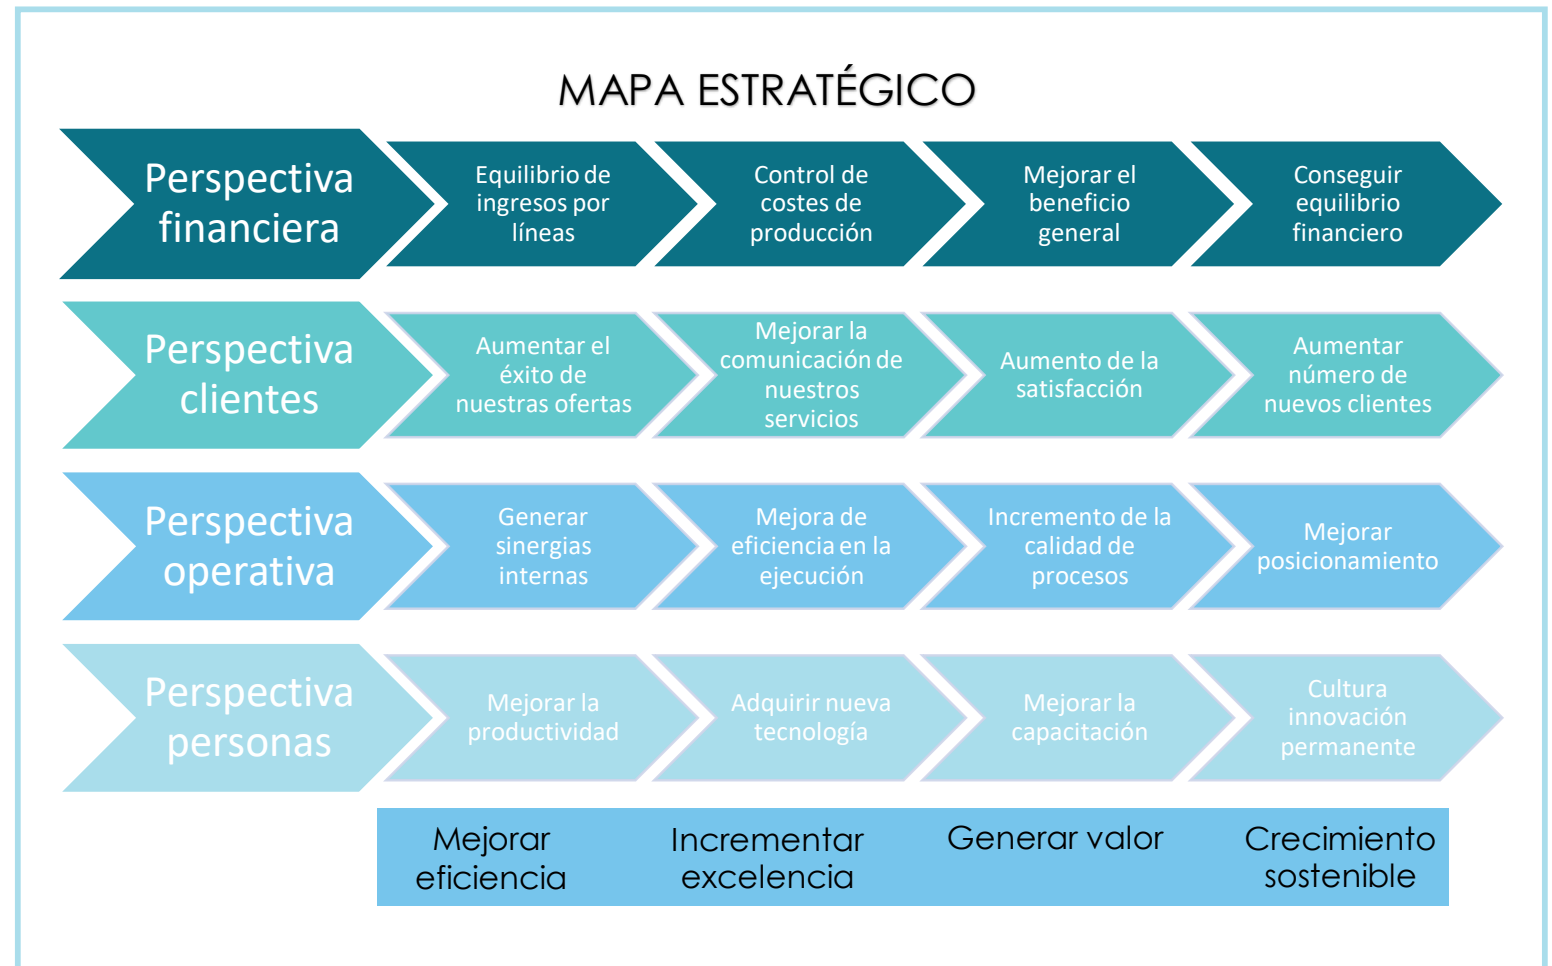 MAPA ESTRATÉGICO
Perspectiva
financiera
Equilibrio de
ingresos por
líneas
Control de
costes de
producción
Mejorar el
beneficio
general
Conseguir
equilibrio
financiero
Perspectiva
clientes
Aumentar el
éxito de
nuestras ofertas
Mejorar la
comunicación de
nuestros
servicios
Aumento de la
satisfacción
Aumentar
número de
nuevos clientes
Perspectiva
operativa
Generar
sinergias
internas
Mejora de
eficiencia en la
ejecución
Incremento de la
calidad de
procesos
Mejorar
posicionamiento
Perspectiva
personas
Mejorar la
productividad
Adquirir nueva
tecnología
Mejorar la
capacitación
Cultura
innovación
permanente
Mejorar
eficiencia
Incrementar
excelencia
Generar valor
Crecimiento
sostenible